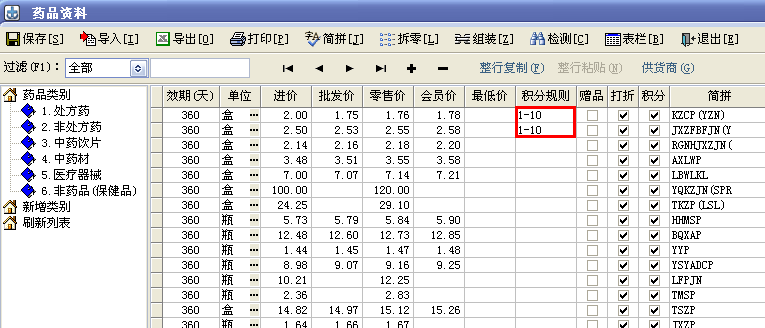 药品资料
保存[S] 导入[I] 导出[O] 打印[P] 简拼[J] 拆零[L] 组装[Z] 检测[C] 表栏[B] 退出[E]
过滤(F1): 全部 整行复制(F) 整行粘贴(N) 供货商(G)
药品类别
1.处方药
2.非处方药
3.中药饮片
4.中药材
5.医疗器械
6.非药品(保健品)
新增类别
刷新列表
效期(天) 单位 进价 批发价 零售价 会员价 最低价 积分规则 赠品 打折 积分 简拼
360 盒 ··· 2.00 1.75 1.76 1.78 1-10 KZCP(YZN)
360 盒 ··· 2.50 2.53 2.55 2.58 1-10 JXZFBFJN(Y
360 盒 ··· 2.14 2.16 2.18 2.20 RGNHJXZJN(
360 盒 ··· 3.48 3.51 3.55 3.58 AXLWP
360 盒 ··· 7.00 7.07 7.14 7.21 LBWLKL
360 盒 ··· 100.00 120.00 YQKZJN(SPR
360 盒 ··· 24.25 29.10 TKZP(LSL)
360 瓶 ··· 5.73 5.79 5.84 5.90 HHMSP
360 瓶 ··· 12.48 12.60 12.73 12.85 BQXAP
360 瓶 ··· 1.44 1.45 1.47 1.48 YYP
360 瓶 ··· 8.98 9.07 9.16 9.25 YSYADCP
360 瓶 ··· 10.21 12.25 LFPJN
360 瓶 ··· 2.36 2.83 TMSP
360 盒 ··· 14.82 14.97 15.12 15.26 TSZP
360 瓶 ··· 1.64 1.66 1.67 JXZP